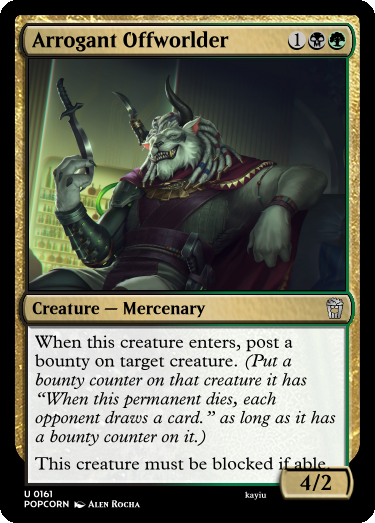 Arrogant Offworlder 1
Creature — Mercenary
When this creature enters, post a
bounty on target creature. (Put a
bounty counter on that creature it has
“When this permanent dies, each
opponent draws a card.” as long as it has
a bounty counter on it.)
This creature must be blocked if able.
4/2
U 0161
POPCORN Alen Rocha
kayiu